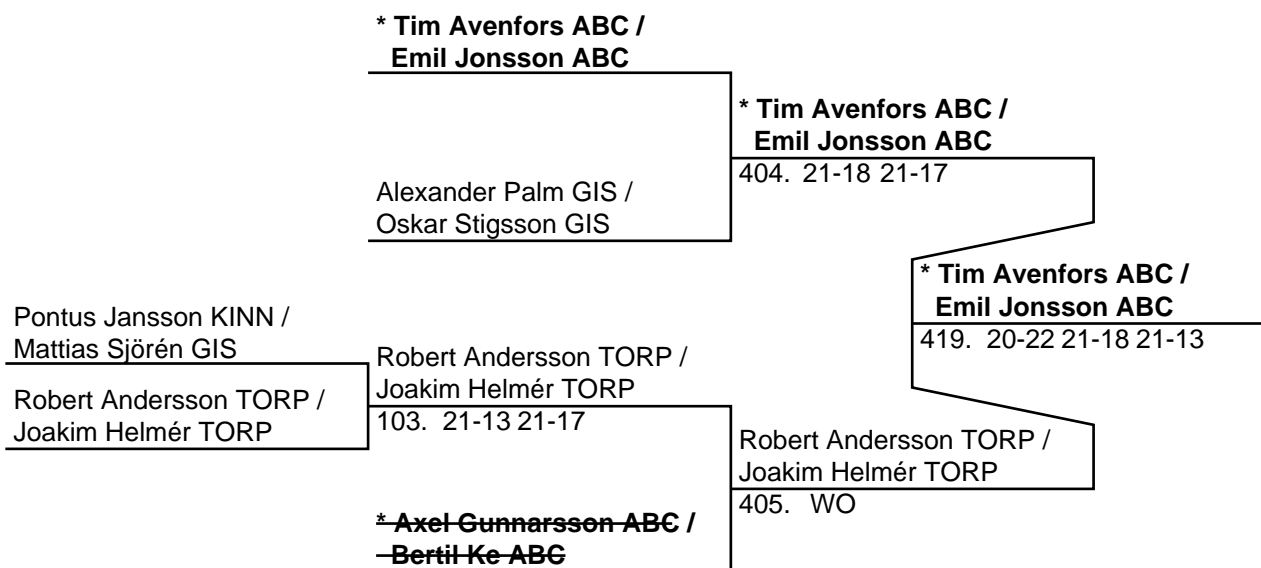 * Tim Avenfors ABC /
Emil Jonsson ABC
* Tim Avenfors ABC /
Emil Jonsson ABC
404. 21-18 21-17
Alexander Palm GIS /
Oskar Stigsson GIS
* Tim Avenfors ABC /
Emil Jonsson ABC
419. 20-22 21-18 21-13
Pontus Jansson KINN /
Mattias Sjörén GIS
Robert Andersson TORP /
Joakim Helmér TORP
Robert Andersson TORP /
Joakim Helmér TORP
103. 21-13 21-17
Robert Andersson TORP /
Joakim Helmér TORP
405. WO
* Axel Gunnarsson ABC /
Bertil Ke ABC